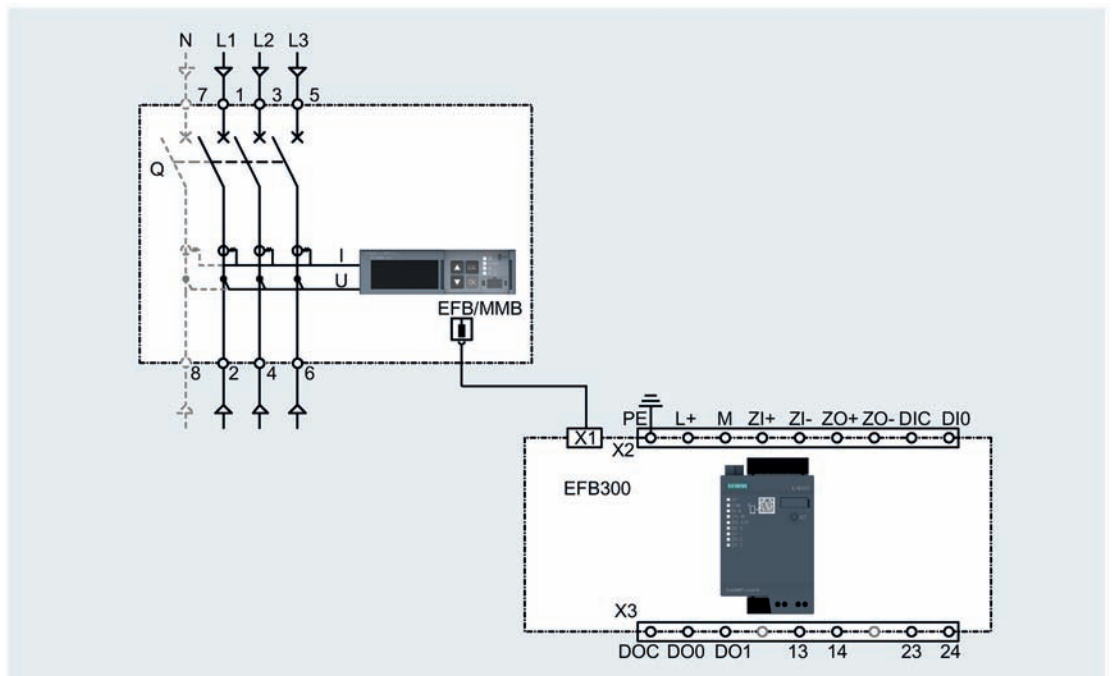 N L1 L2 L3
7 1 3 5
Q
I
U
EFB/MMB
8 2 4 6
X1
PE L+ M ZI+ ZI- ZO+ ZO- DIC DI0
X2
EFB300
SIEMENS
X3
DOC DO0 DO1 13 14 23 24